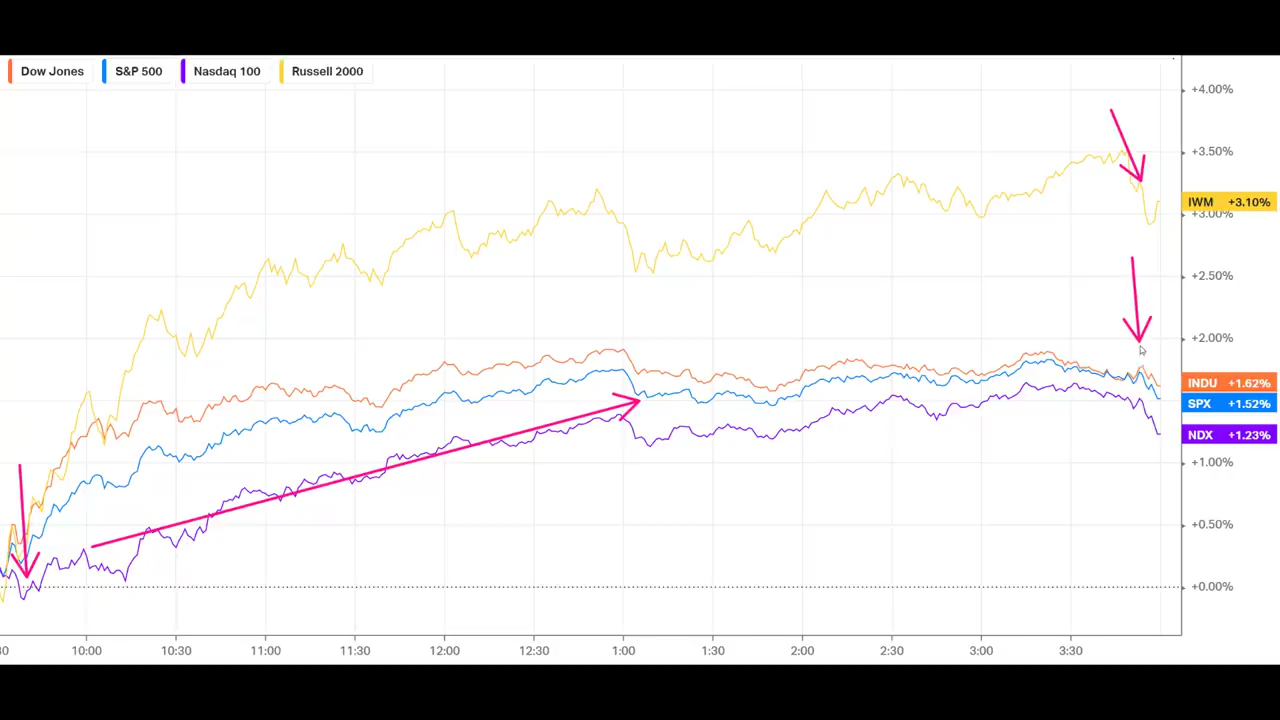 Dow Jones S&P 500 Nasdaq 100 Russell 2000
+4.00%
+3.50%
IWM +3.10%
+3.00%
+2.50%
+2.00%
INDU +1.62%
SPX +1.52%
NDX +1.23%
+1.00%
+0.50%
+0.00%
30 10:00 10:30 11:00 11:30 12:00 12:30 1:00 1:30 2:00 2:30 3:00 3:30